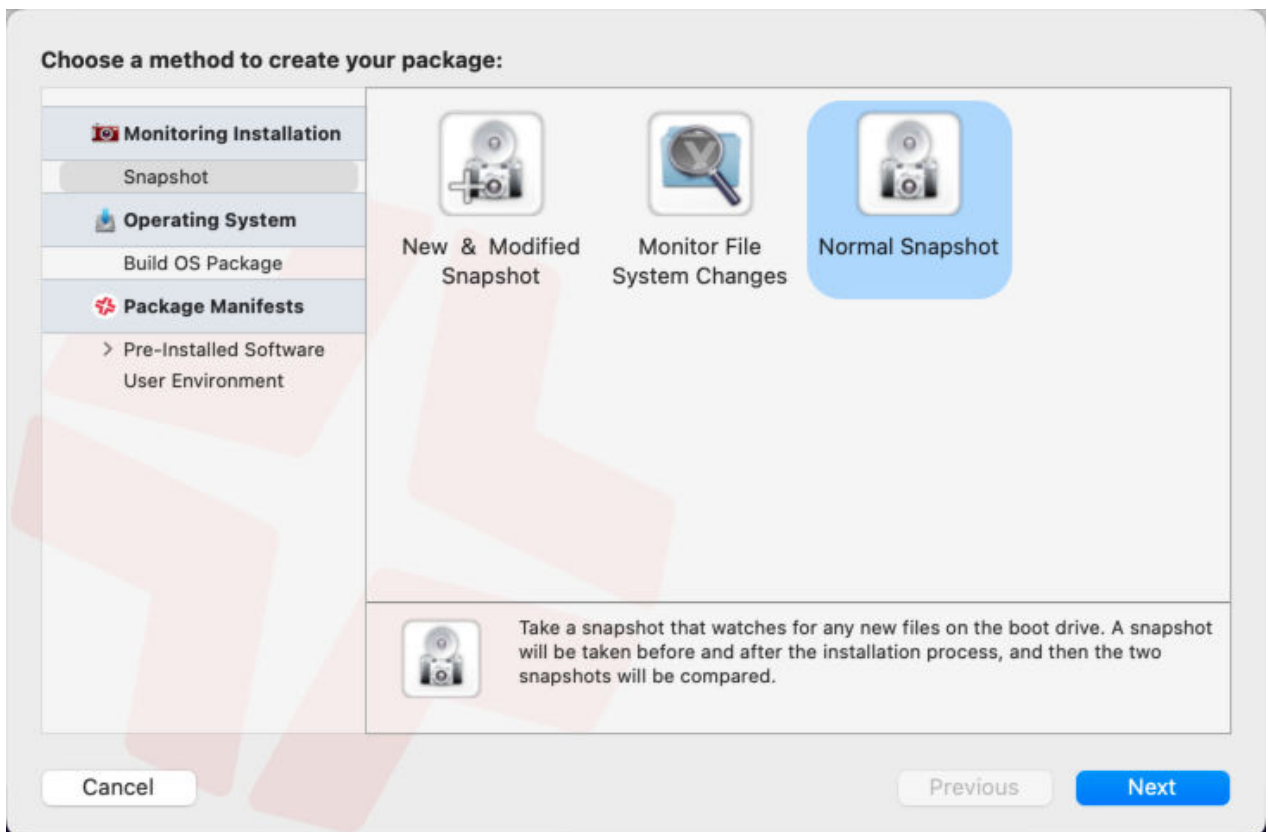 Choose a method to create your package:
Monitoring Installation
Snapshot
Operating System
Build OS Package
Package Manifests
Pre-Installed Software
User Environment
New & Modified
Snapshot
Monitor File
System Changes
Normal Snapshot
Take a snapshot that watches for any new files on the boot drive. A snapshot
will be taken before and after the installation process, and then the two
snapshots will be compared.
Cancel
Previous
Next